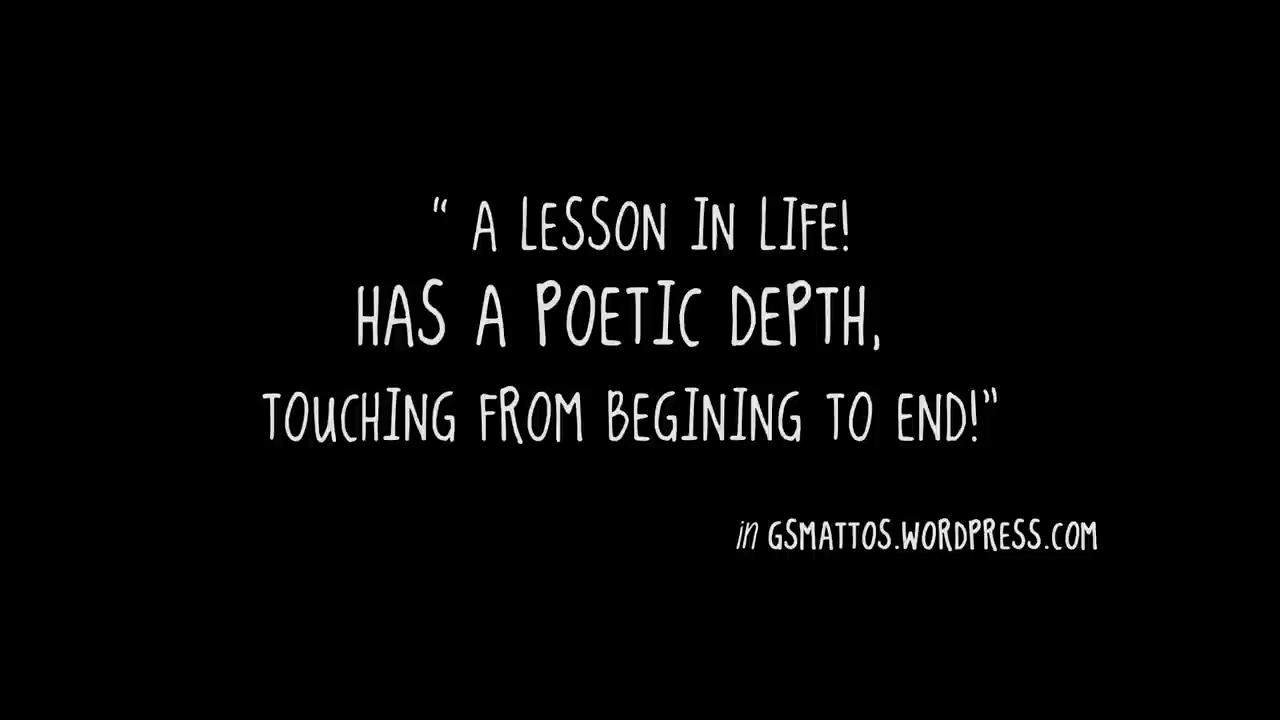 “ A LESSON IN LIFE!
HAS A POETIC DEPTH,
TOUCHING FROM BEGINING TO END!”
in GSMATTOS.WORDPRESS.COM